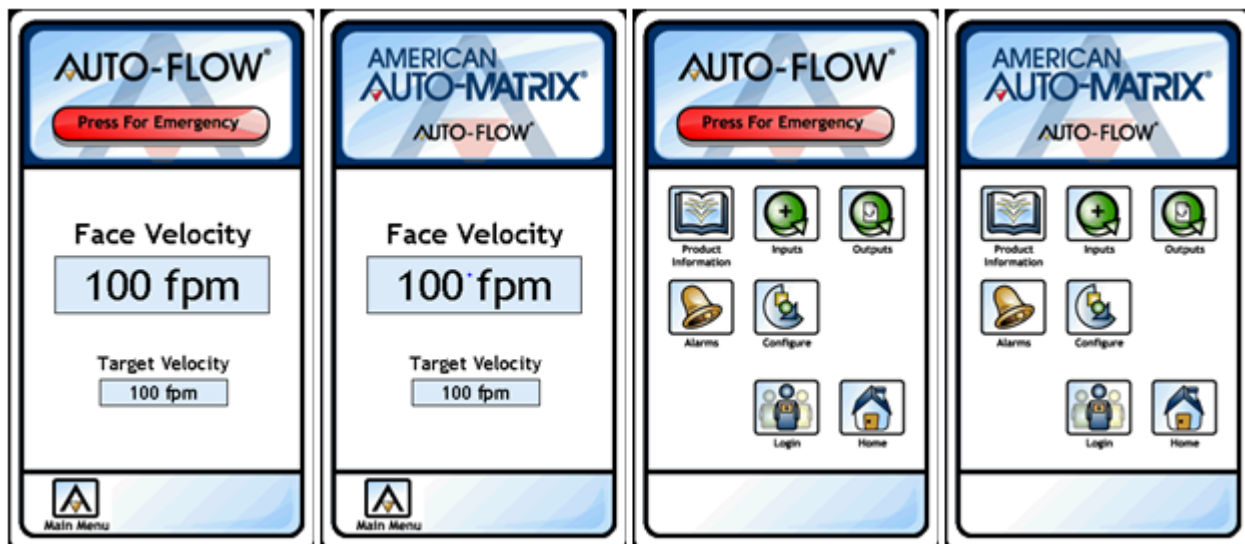 AUTO-FLOW®
Press For Emergency
Face Velocity
100 fpm
Target Velocity
100 fpm
Main Menu
AMERICAN
AUTO-MATRIX®
AUTO-FLOW®
Face Velocity
100 fpm
Target Velocity
100 fpm
Main Menu
AUTO-FLOW®
Press For Emergency
Product
Information
Inputs
Outputs
Alarms
Configure
Login
Home
AMERICAN
AUTO-MATRIX®
AUTO-FLOW®
Product
Information
Inputs
Outputs
Alarms
Configure
Login
Home